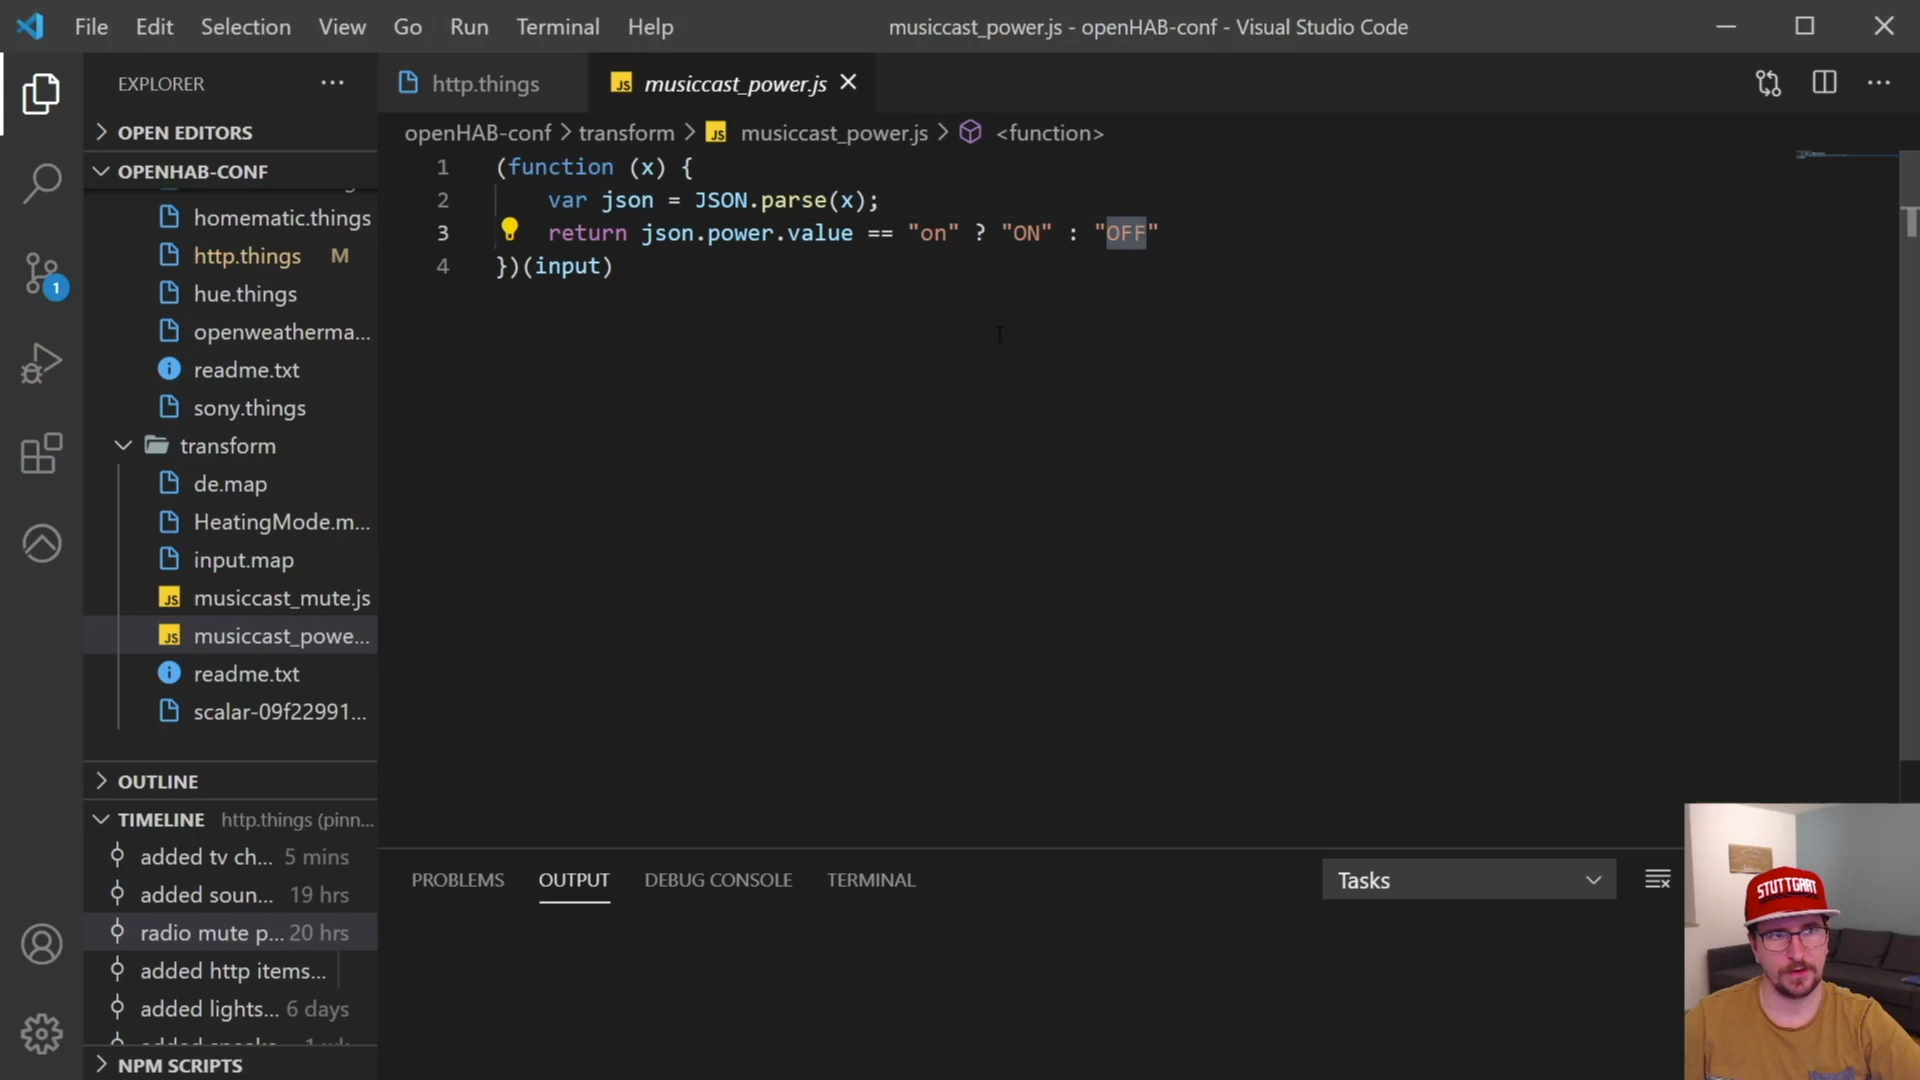 File Edit Selection View Go Run Terminal Help
musiccast_power.js - openHAB-conf - Visual Studio Code
EXPLORER
OPEN EDITORS
OPENHAB-CONF
homematic.things
http.things M
hue.things
openweatherma...
readme.txt
sony.things
transform
de.map
HeatingMode.m...
input.map
musiccast_mute.js
musiccast_powe...
readme.txt
scalar-09f22991...
OUTLINE
TIMELINE http.things (pinn...
added tv ch... 5 mins
added soun... 19 hrs
radio mute p... 20 hrs
added http items...
added lights... 6 days
NPM SCRIPTS
1
http.things
JS musiccast_power.js
openHAB-conf > transform > JS musiccast_power.js > <function>
1 (function (x) {
2 var json = JSON.parse(x);
3 return json.power.value == "on" ? "ON" : "OFF"
4 })(input)
PROBLEMS OUTPUT DEBUG CONSOLE TERMINAL
Tasks
STUTTGART